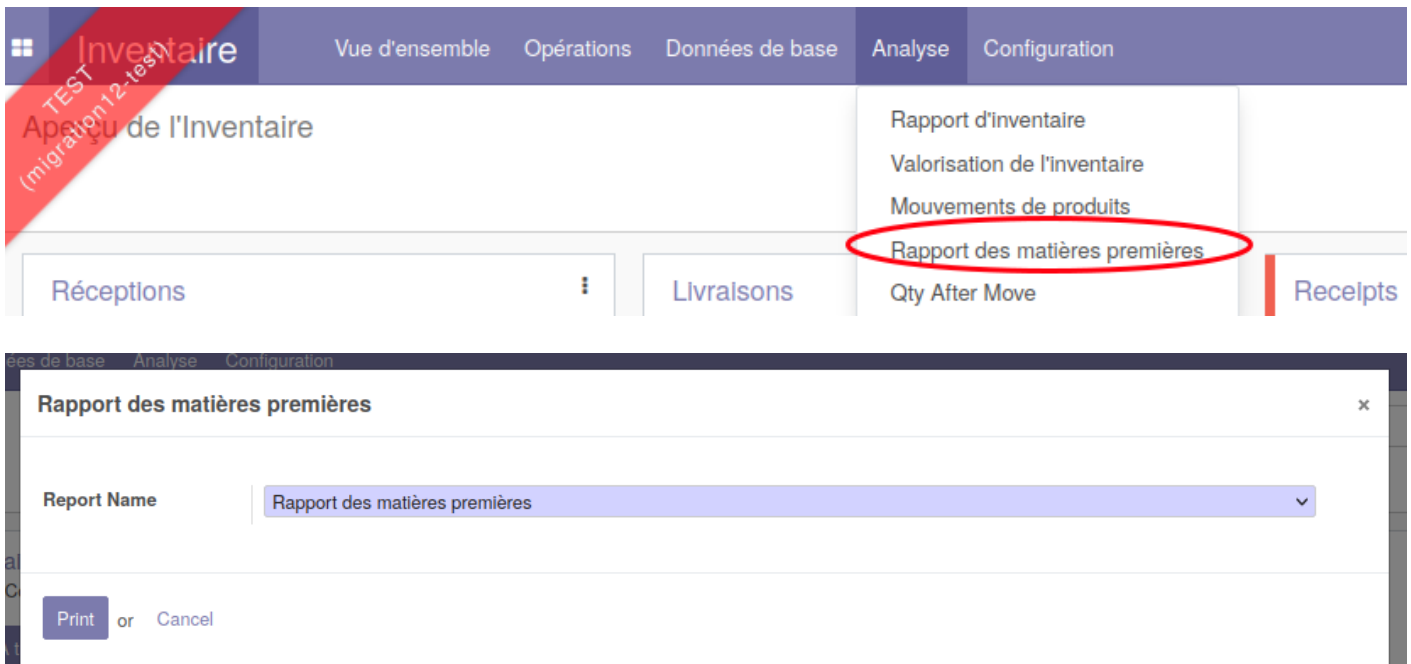 Inventaire Vue d'ensemble Opérations Données de base Analyse Configuration
TEST
(migration12-test)
Aperçu de l'Inventaire
Rapport d'inventaire
Valorisation de l'inventaire
Mouvements de produits
Rapport des matières premières
Qty After Move
Réceptions
Livraisons
Receipts
ées de base Analyse Configuration
Rapport des matières premières ×
Report Name Rapport des matières premières
Print or Cancel